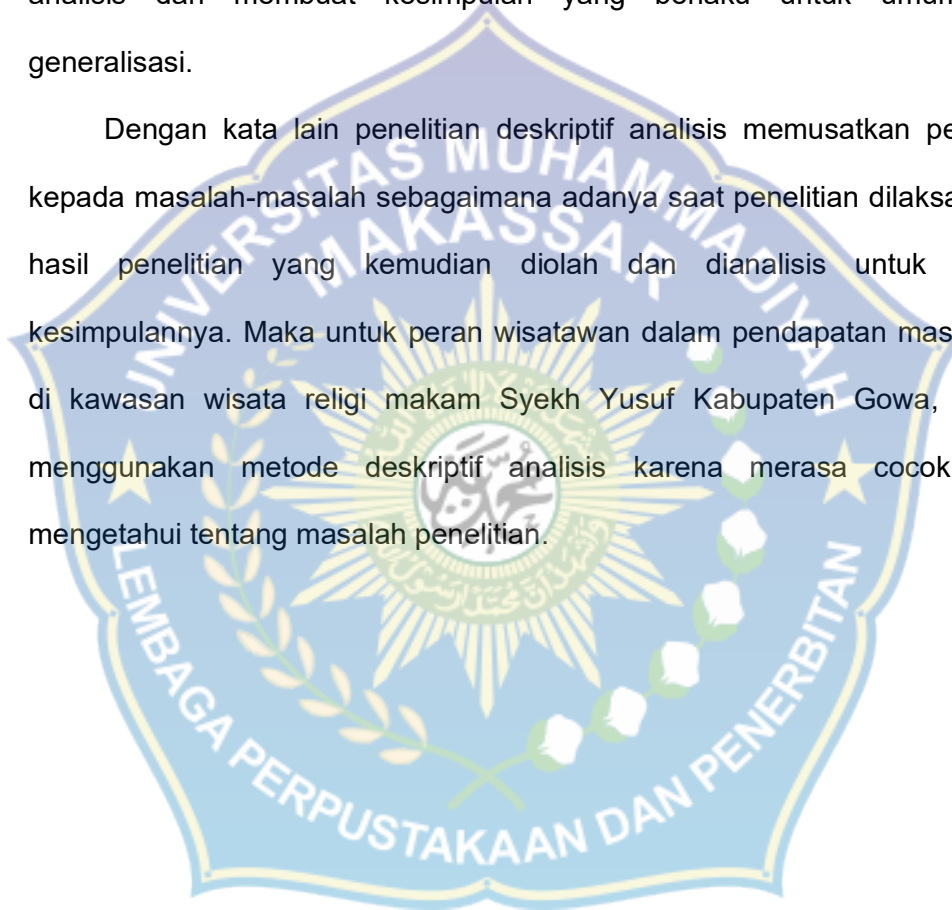 analisis dan membuat kesimpulan yang berlaku untuk umum
generalisasi.
Dengan kata lain penelitian deskriptif analisis memusatkan pe
kepada masalah-masalah sebagaimana adanya saat penelitian dilaksa
hasil penelitian yang kemudian diolah dan dianalisis untuk
kesimpulannya. Maka untuk peran wisatawan dalam pendapatan mas
di kawasan wisata religi makam Syekh Yusuf Kabupaten Gowa,
menggunakan metode deskriptif analisis karena merasa cocok
mengetahui tentang masalah penelitian.
UNIVERSITAS MUHAMMADIYAH
MAKASSAR
LEMBAGA PERPUSTAKAAN DAN PENERBITAN